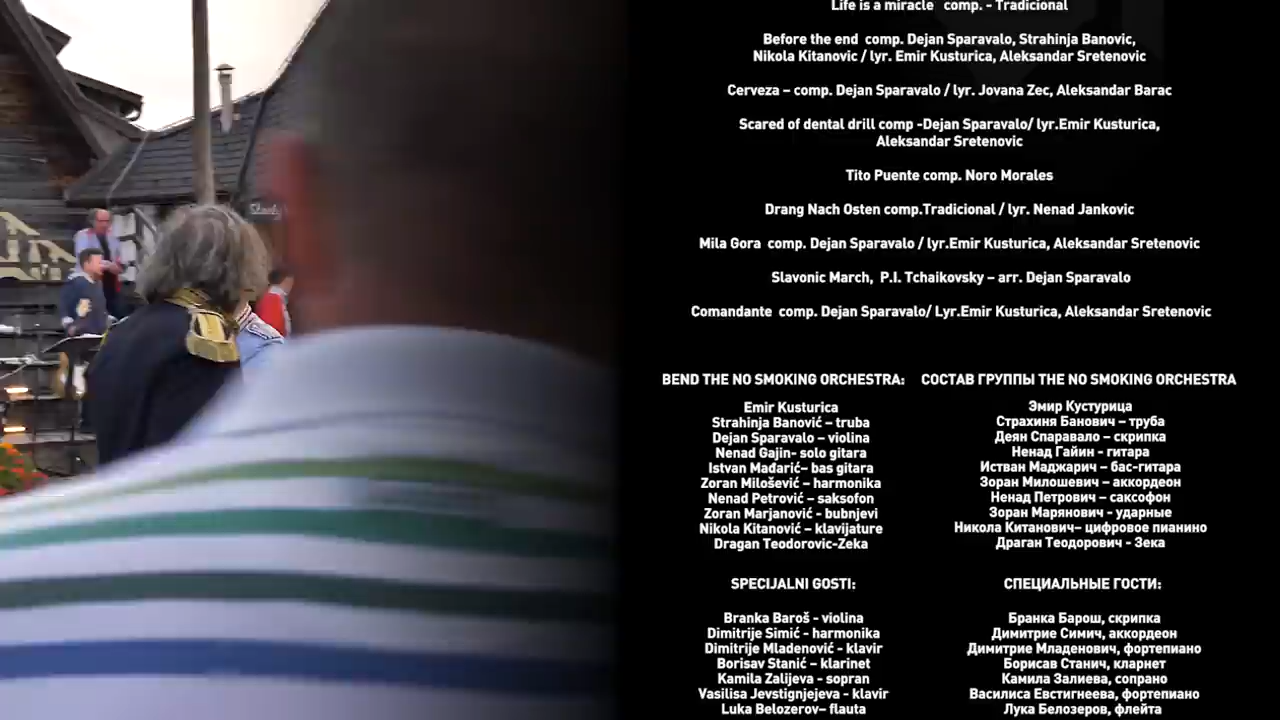 Life is a miracle comp. - Tradicional
Before the end comp. Dejan Sparavalo, Strahinja Banovic,
Nikola Kitanovic / lyr. Emir Kusturica, Aleksandar Sretenovic
Cerveza – comp. Dejan Sparavalo / lyr. Jovana Zec, Aleksandar Barac
Scared of dental drill comp -Dejan Sparavalo/ lyr.Emir Kusturica,
Aleksandar Sretenovic
Tito Puente comp. Noro Morales
Drang Nach Osten comp.Tradicional / lyr. Nenad Jankovic
Mila Gora comp. Dejan Sparavalo / lyr.Emir Kusturica, Aleksandar Sretenovic
Slavonic March, P.I. Tchaikovsky – arr. Dejan Sparavalo
Comandante comp. Dejan Sparavalo/ Lyr.Emir Kusturica, Aleksandar Sretenovic
BEND THE NO SMOKING ORCHESTRA:
Emir Kusturica
Strahinja Banović – truba
Dejan Sparavalo – violina
Nenad Gajin- solo gitara
Istvan Mađarić– bas gitara
Zoran Milošević – harmonika
Nenad Petrović – saksofon
Zoran Marjanović - bubnjevi
Nikola Kitanović – klavijature
Dragan Teodorovic-Zeka
SPECIJALNI GOSTI:
Branka Baroš - violina
Dimitrije Simić - harmonika
Dimitrije Mladenović - klavir
Borisav Stanić – klarinet
Kamila Zalijeva - sopran
Vasilisa Jevstignjejeva - klavir
Luka Belozerov– flauta
СОСТАВ ГРУППЫ THE NO SMOKING ORCHESTRA
Эмир Кустурица
Страхиня Банович – труба
Деян Спаравало – скрипка
Ненад Гайин - гитара
Истван Маджарич – бас-гитара
Зоран Милошевич – аккордеон
Ненад Петрович – саксофон
Зоран Марянович - ударные
Никола Китанович– цифровое пианино
Драган Теодорович - Зека
СПЕЦИАЛЬНЫЕ ГОСТИ:
Бранка Барош, скрипка
Димитрие Симич, аккордеон
Димитрие Младенович, фортепиано
Борисав Станич, кларнет
Камила Залиева, сопрано
Василиса Евстигнеева, фортепиано
Лука Белозеров, флейта